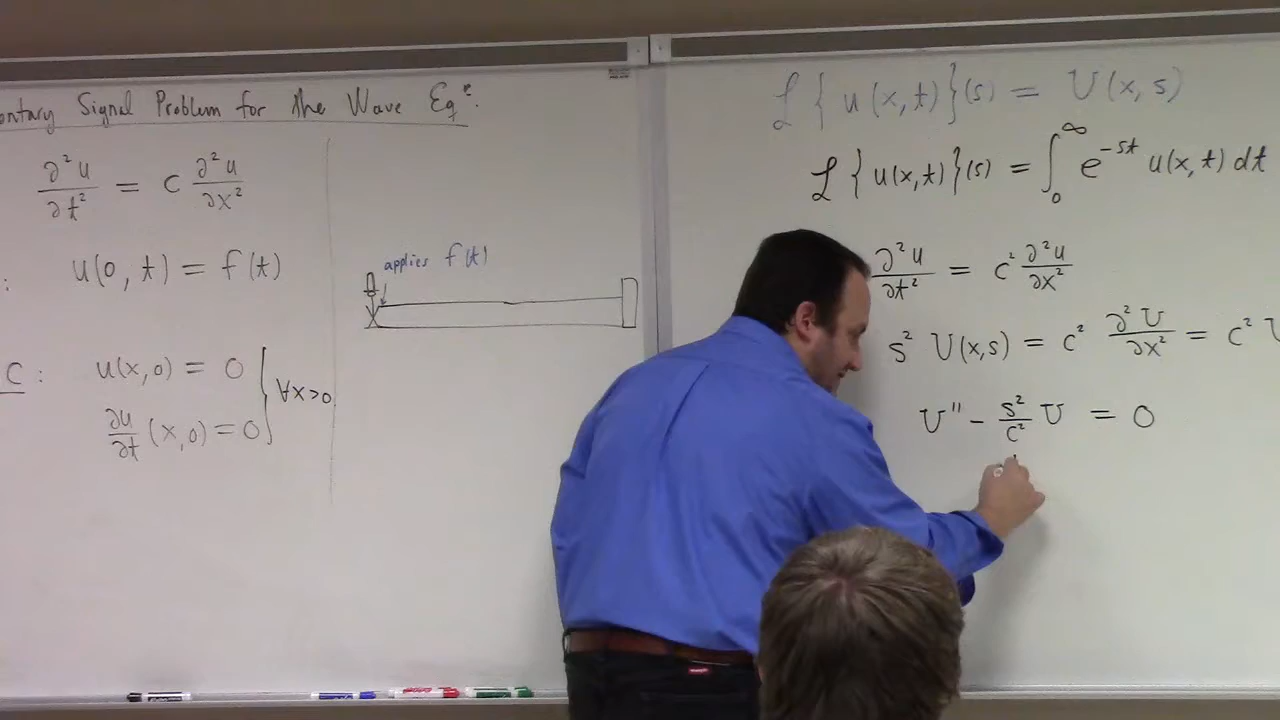 ontary Signal Problem for the Wave Eqⁿ.
∂²u/∂t² = c ∂²u/∂x²
: u(0, t) = f(t)
C : u(x,0) = 0
∂u/∂t (x,0) = 0 } ∀x>0
applies f(t)
ℒ{u(x,t)}(s) = U(x,s)
ℒ{u(x,t)}(s) = ∫₀^∞ e^{-st} u(x,t) dt
∂²u/∂t² = c² ∂²u/∂x²
s² U(x,s) = c² ∂²U/∂x² = c² U
U'' - s²/c² U = 0